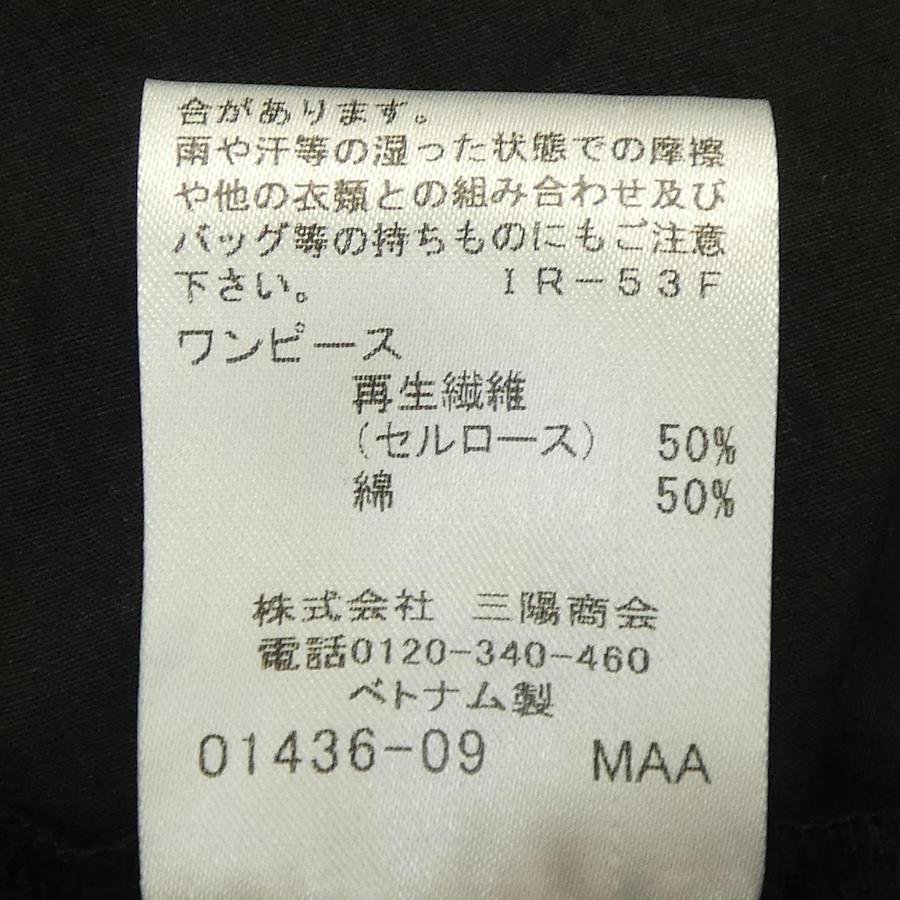 合があります。
雨や汗等の湿った状態での摩擦
や他の衣類との組み合わせ及び
バッグ等の持ちものにもご注意
下さい。 IR-53F
ワンピース
再生繊維
(セルロース) 50%
綿 50%
株式会社 三陽商会
電話0120-340-460
ベトナム製
01436-09 MAA